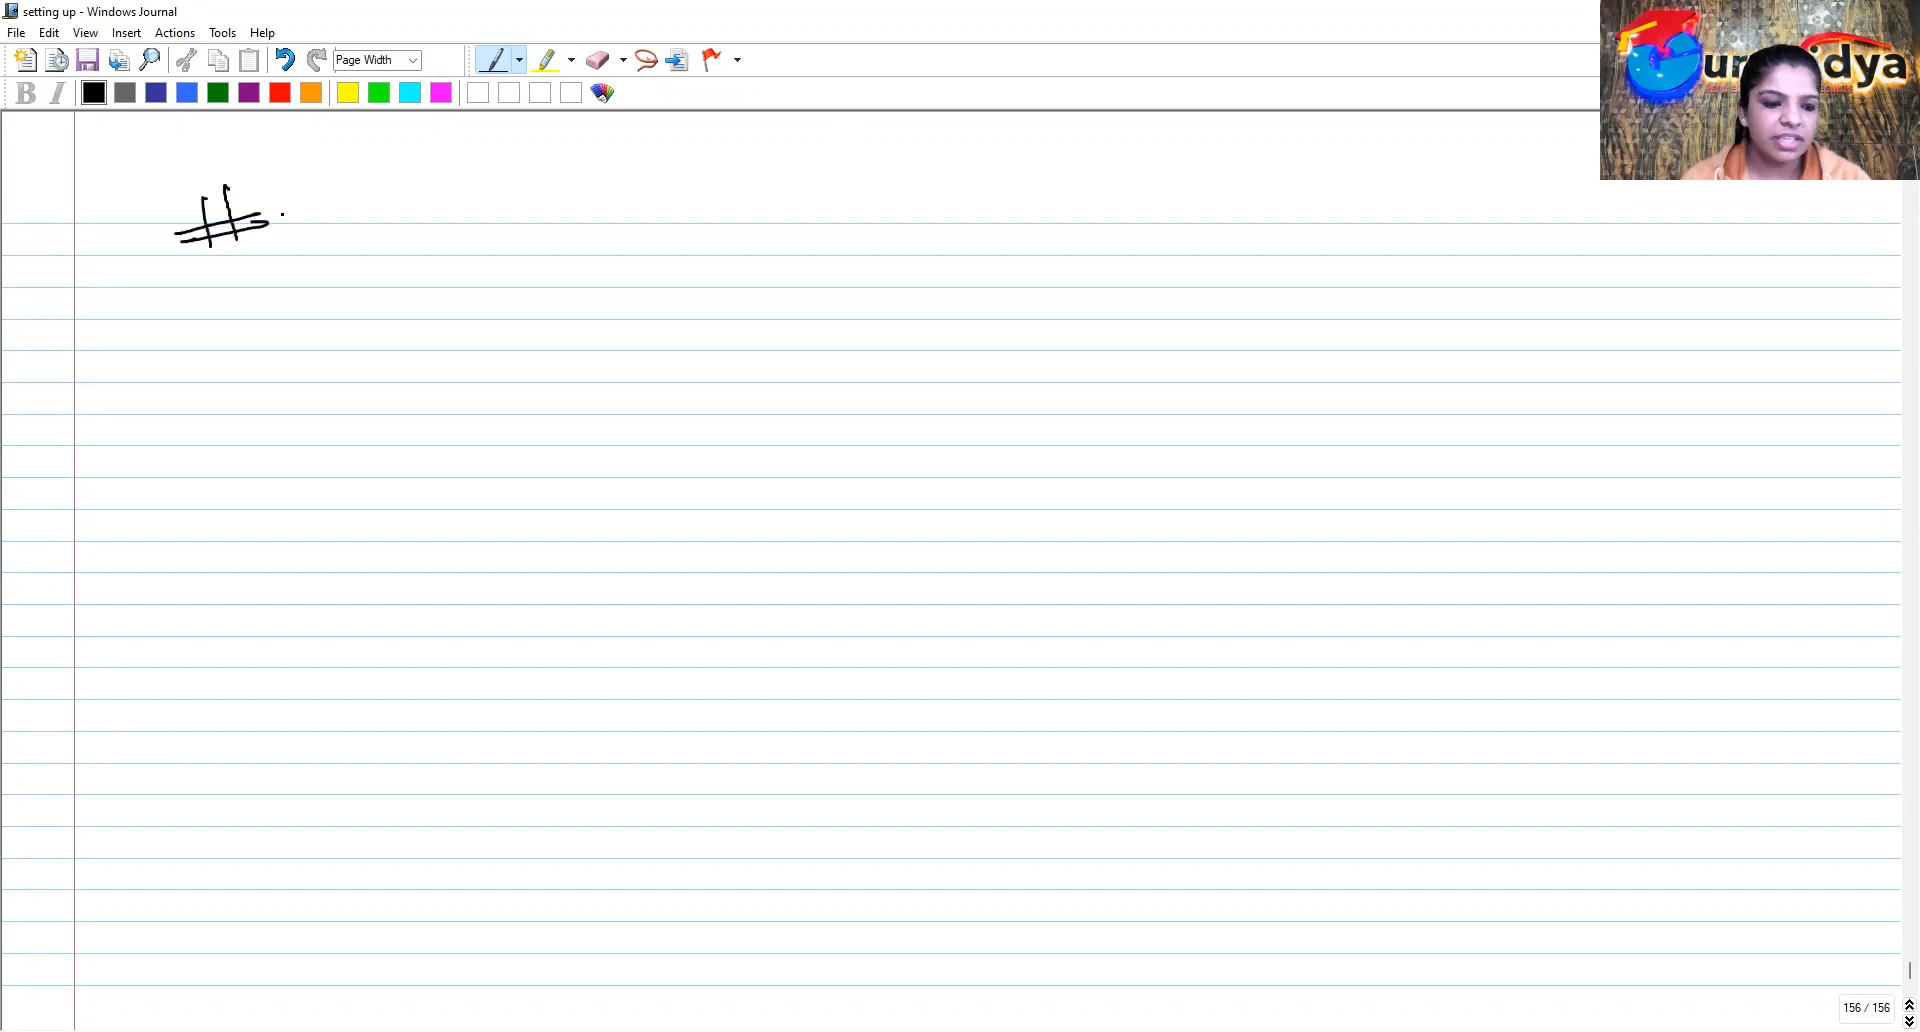 setting up - Windows Journal
File Edit View Insert Actions Tools Help
Page Width
B I
#
156 / 156